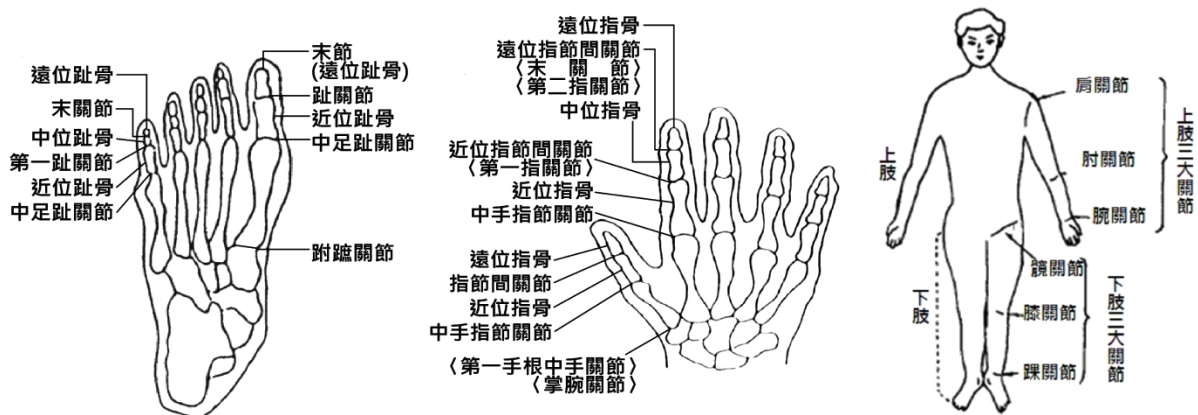 遠位趾骨
末關節
中位趾骨
第一趾關節
近位趾骨
中足趾關節
末節
(遠位趾骨)
趾關節
近位趾骨
中足趾關節
跗蹠關節
遠位指骨
遠位指節間關節
〈末關節〉
〈第二指關節〉
中位指骨
近位指節間關節
〈第一指關節〉
近位指骨
中手指節關節
遠位指骨
指節間關節
近位指骨
中手指節關節
〈第一手根中手關節〉
〈掌腕關節〉
上肢
下肢
肩關節
肘關節
腕關節
上肢三大關節
髖關節
膝關節
踝關節
下肢三大關節